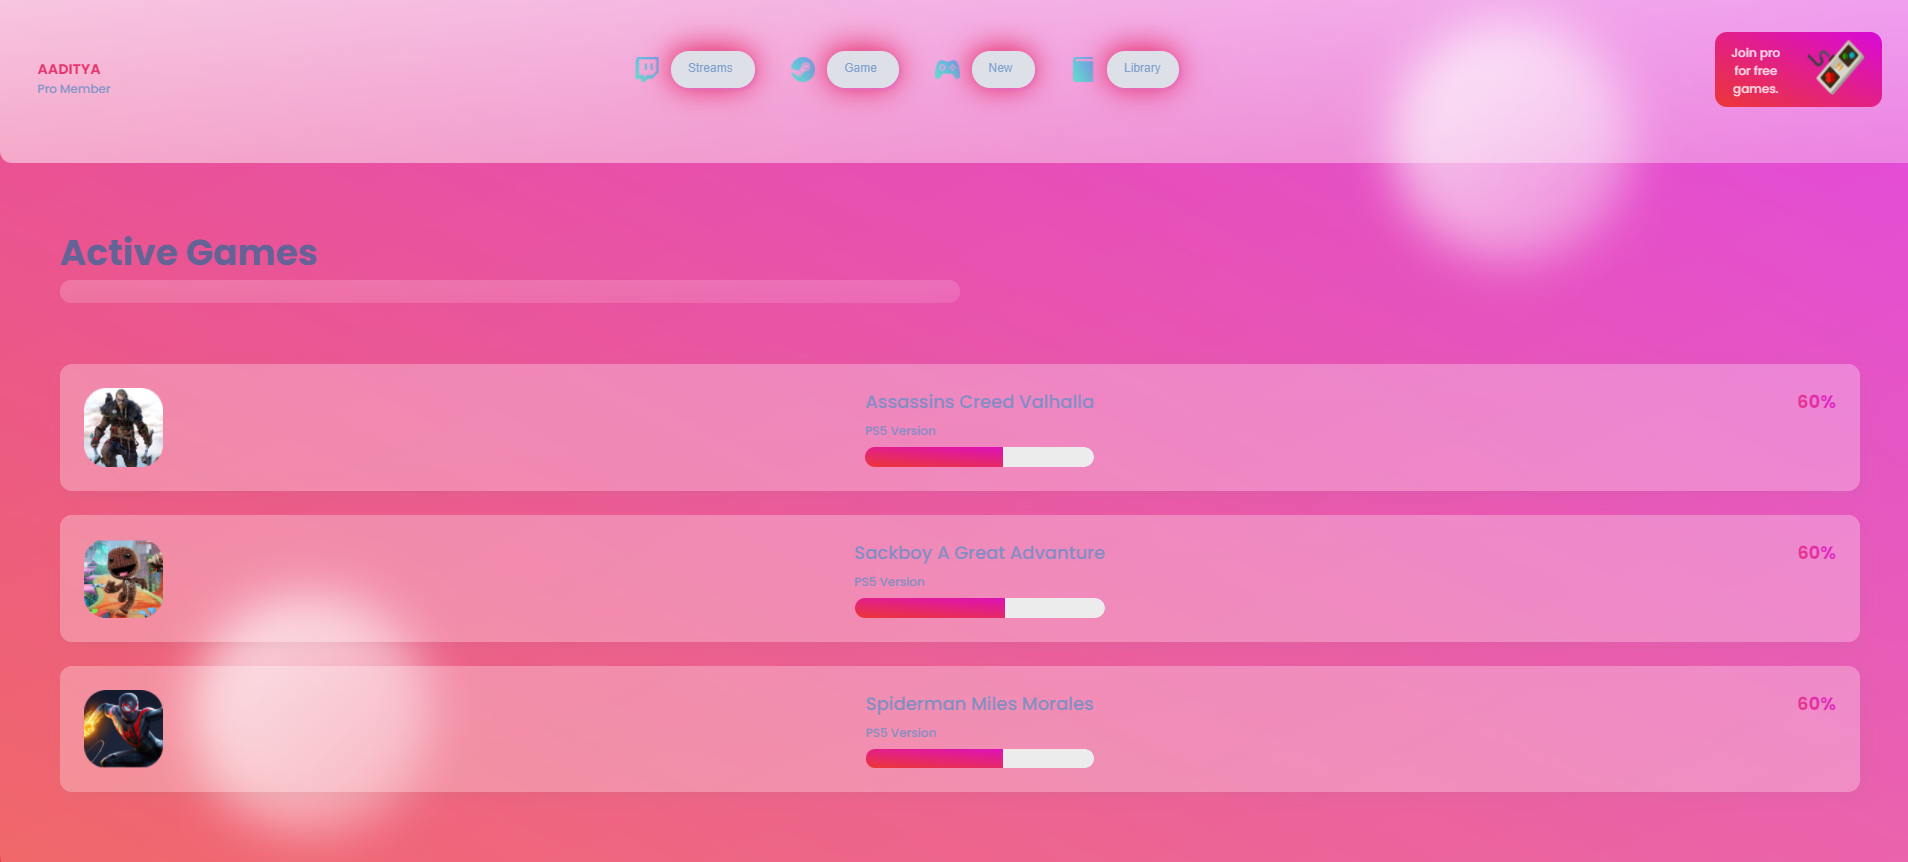 AADITYA
Pro Member
Streams
Game
New
Library
Join pro
for free
games.
Active Games
Assassins Creed Valhalla
PS5 Version
60%
Sackboy A Great Advanture
PS5 Version
60%
Spiderman Miles Morales
PS5 Version
60%